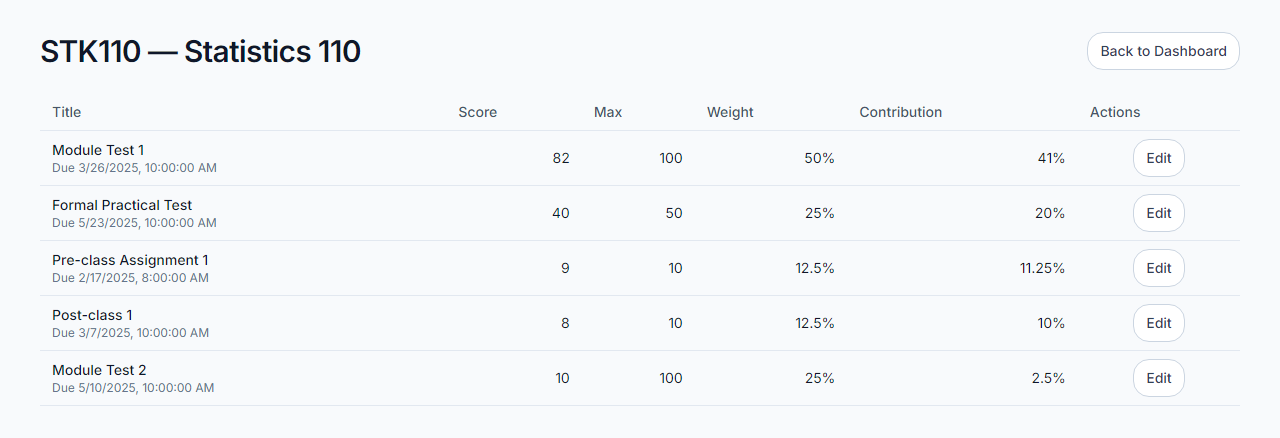 STK110 — Statistics 110
Back to Dashboard
Title Score Max Weight Contribution Actions
Module Test 1
Due 3/26/2025, 10:00:00 AM
82 100 50% 41% Edit
Formal Practical Test
Due 5/23/2025, 10:00:00 AM
40 50 25% 20% Edit
Pre-class Assignment 1
Due 2/17/2025, 8:00:00 AM
9 10 12.5% 11.25% Edit
Post-class 1
Due 3/7/2025, 10:00:00 AM
8 10 12.5% 10% Edit
Module Test 2
Due 5/10/2025, 10:00:00 AM
10 100 25% 2.5% Edit